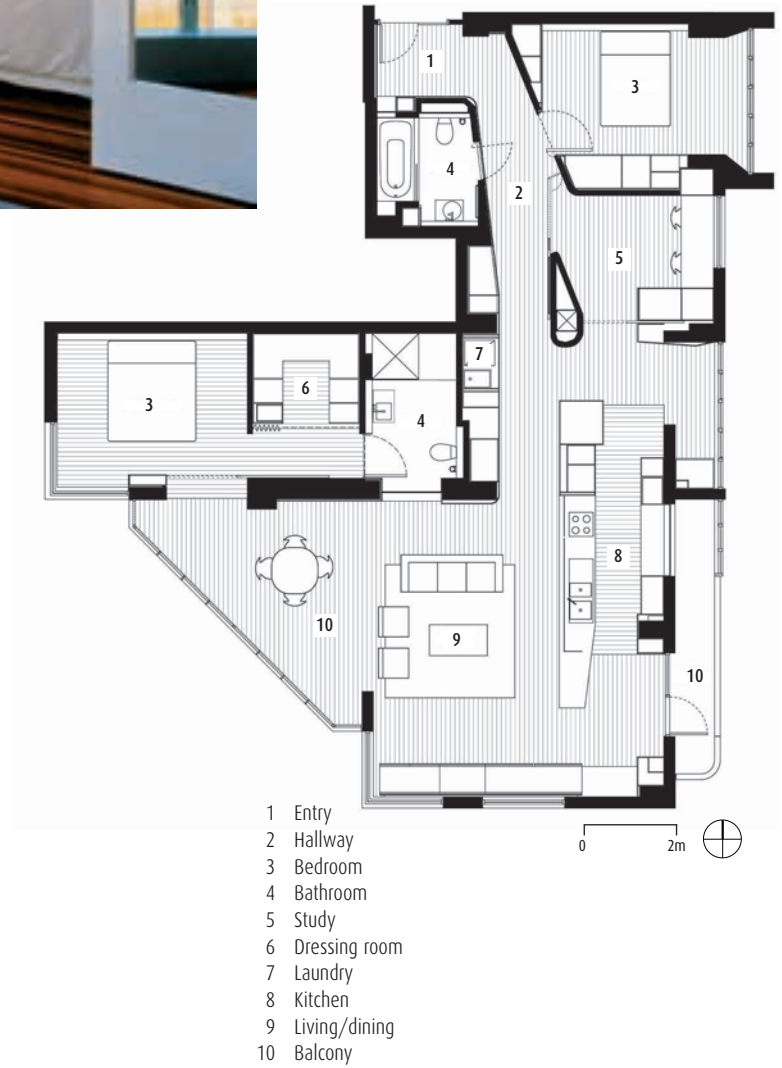 1
3
4
2
5
7
6
3
4
8
10
9
10
0 2m
1 Entry
2 Hallway
3 Bedroom
4 Bathroom
5 Study
6 Dressing room
7 Laundry
8 Kitchen
9 Living/dining
10 Balcony